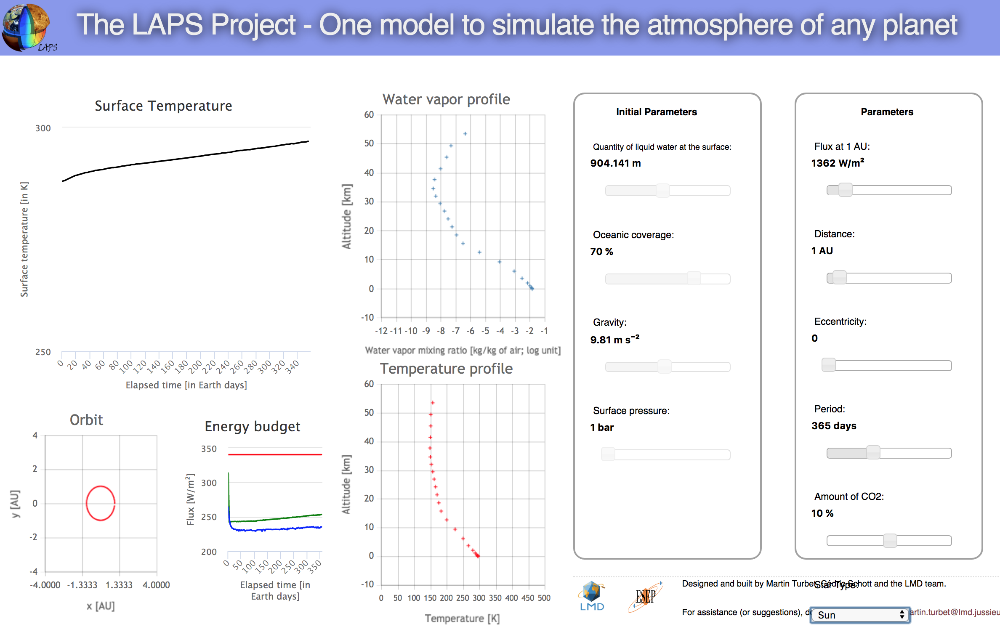 The LAPS Project - One model to simulate the atmosphere of any planet
LAPS
Surface Temperature
300
250
Surface temperature [in K]
0 20 40 60 80 100 120 140 160 180 200 220 240 260 280 300 320 340
Elapsed time [in Earth days]
Orbit
4
2
0
-2
-4
y [AU]
-4.0000 -1.3333 1.3333 4.0000
x [AU]
Energy budget
350
300
250
200
Flux [W/m²]
0 50 100 150 200 250 300 350
Elapsed time [in
Earth days]
Water vapor profile
60
50
40
30
20
10
0
-10
Altitude [km]
-12 -11 -10 -9 -8 -7 -6 -5 -4 -3 -2 -1
Water vapor mixing ratio [kg/kg of air; log unit]
Temperature profile
60
50
40
30
20
10
0
-10
Altitude [km]
0 50 100 150 200 250 300 350 400 450 500
Temperature [K]
Initial Parameters
Quantity of liquid water at the surface:
904.141 m
Oceanic coverage:
70 %
Gravity:
9.81 m s⁻²
Surface pressure:
1 bar
Parameters
Flux at 1 AU:
1362 W/m²
Distance:
1 AU
Eccentricity:
0
Period:
365 days
Amount of CO2:
10 %
Star Type:
Sun
LMD
ESEP
Designed and built by Martin Turbet, Cédric Schott and the LMD team.
For assistance (or suggestions), artin.turbet@lmd.jussieu